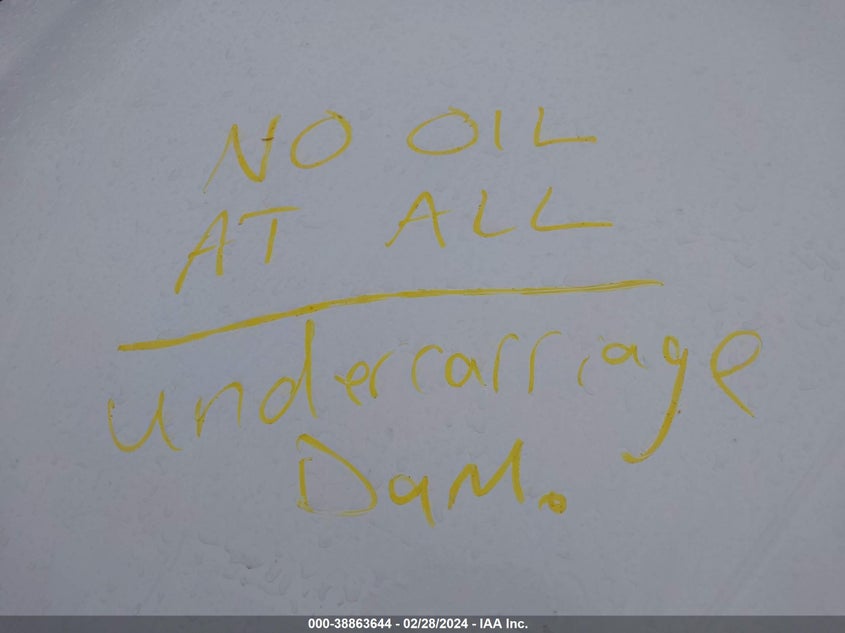 NO OIL
AT ALL
undercarriage
Dam.
000-38863644 - 02/28/2024 - IAA Inc.